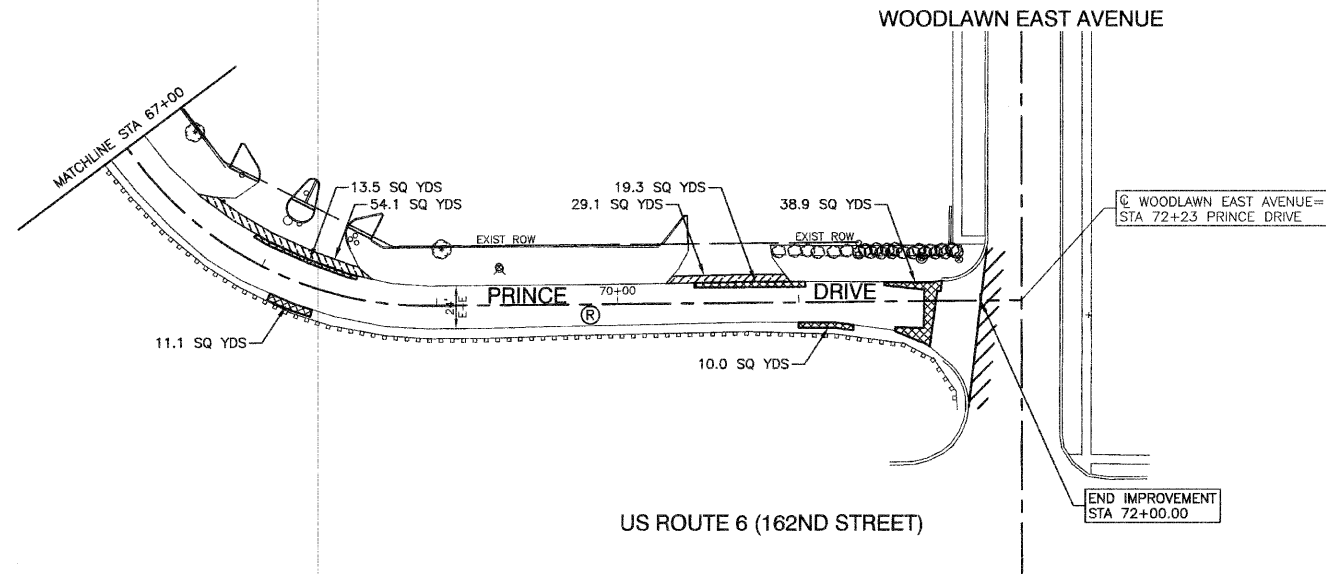 WOODLAWN EAST AVENUE
MATCHLINE STA 67+00
13.5 SQ YDS
54.1 SQ YDS
19.3 SQ YDS
29.1 SQ YDS
38.9 SQ YDS
℄ WOODLAWN EAST AVENUE=
STA 72+23 PRINCE DRIVE
EXIST ROW
EXIST ROW
24'
E-E
PRINCE
70+00
DRIVE
R
11.1 SQ YDS
10.0 SQ YDS
END IMPROVEMENT
STA 72+00.00
US ROUTE 6 (162ND STREET)